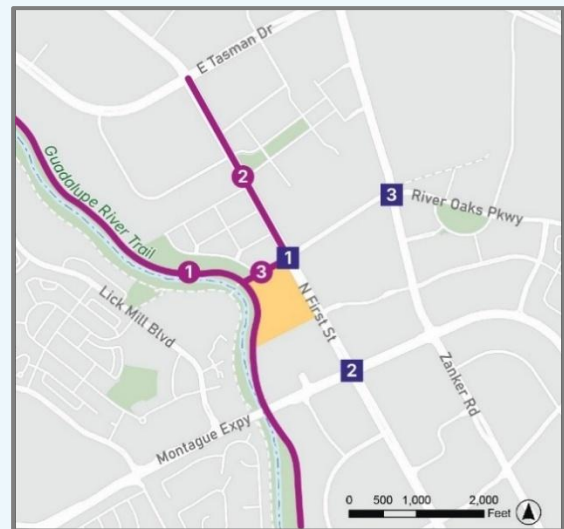 E Tasman Dr
2
3
River Oaks Pkwy
Guadalupe River Trail
1
3
1
N First St
Lick Mill Blvd
2
Zanker Rd
Montague Expy
0 500 1,000 2,000
Feet